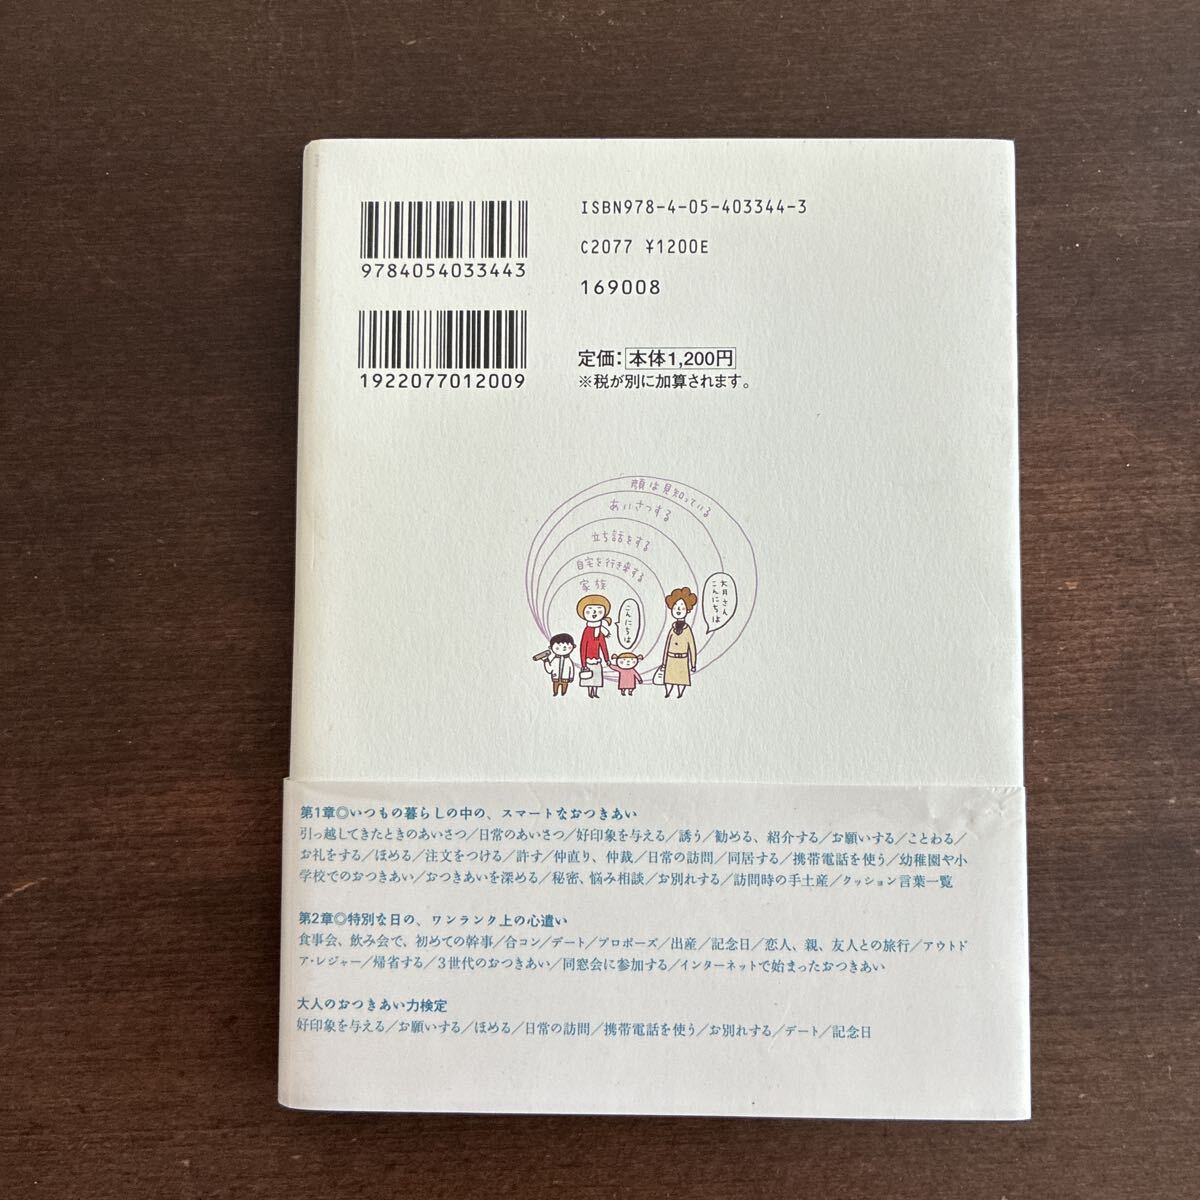 9784054033443
1922077012009
ISBN978-4-05-403344-3
C2077 ¥1200E
169008
定価：本体1,200円
※税が別に加算されます。
顔は見知っている
あいさつする
立ち話をする
自宅を行き来する
家族
こんにちは
大月さん
こんにちは
第1章◎いつもの暮らしの中の、スマートなおつきあい
引っ越してきたときのあいさつ／日常のあいさつ／好印象を与える／誘う／勧める、紹介する／お願いする／ことわる／
お礼をする／ほめる／注文をつける／許す／仲直り、仲裁／日常の訪問／同居する／携帯電話を使う／幼稚園や小
学校でのおつきあい／おつきあいを深める／秘密、悩み相談／お別れする／訪問時の手土産／クッション言葉一覧
第2章◎特別な日の、ワンランク上の心遣い
食事会、飲み会で、初めての幹事／合コン／デート／プロポーズ／出産／記念日／恋人、親、友人との旅行／アウトド
ア・レジャー／帰省する／3世代のおつきあい／同窓会に参加する／インターネットで始まったおつきあい
大人のおつきあい力検定
好印象を与える／お願いする／ほめる／日常の訪問／携帯電話を使う／お別れする／デート／記念日